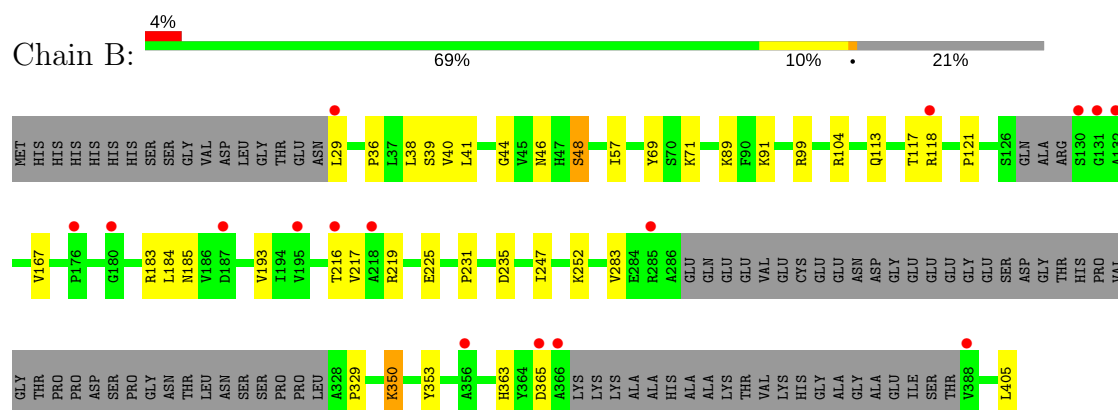 4%
Chain B:
69% 10% • 21%
MET HIS HIS HIS HIS HIS HIS SER SER GLY VAL ASP LEU GLY THR GLU ASN L29 P36 L37 L38 S39 V40 L41 G44 V45 N46 H47 S48 I57 Y69 S70 K71 K89 F90 K91 R99 R104 Q113 T117 R118 P121 S126 GLN ALA ARG S130 G131 A132
V167 P176 G180 R183 L184 N185 V186 D187 V193 I194 V195 T216 V217 A218 R219 E225 P231 D235 I247 K252 V283 E284 R285 A286 GLU GLN GLU GLU VAL GLU CYS GLU GLU ASN ASP GLY GLU GLU GLY GLU SER ASP GLY THR HIS PRO VAL
GLY THR PRO PRO ASP SER PRO GLY ASN THR LEU ASN SER SER PRO PRO LEU A328 P329 K350 Y353 A356 H363 Y364 D365 A366 LYS LYS LYS ALA ALA HIS ALA ALA LYS THR VAL LYS HIS GLY ALA GLY ALA GLU ILE SER THR V388 L405